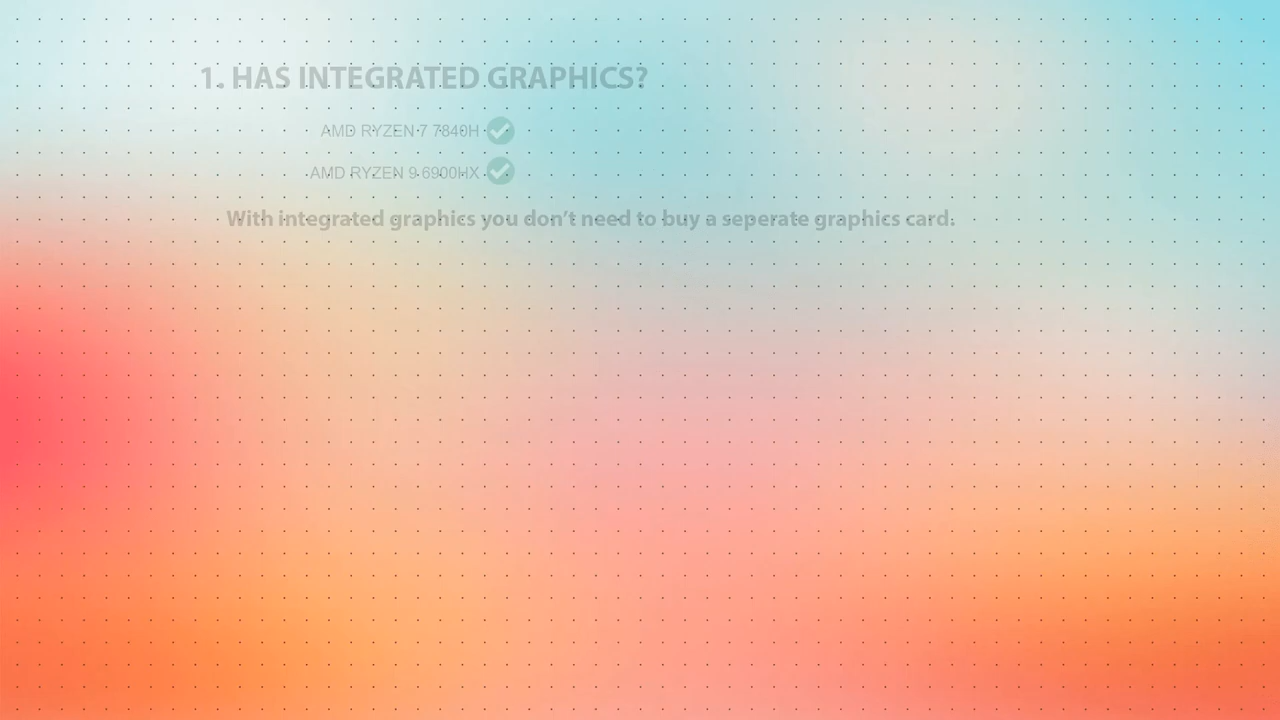 1. HAS INTEGRATED GRAPHICS?
AMD RYZEN 7 7840H
AMD RYZEN 9 6900HX
With integrated graphics you don’t need to buy a seperate graphics card.